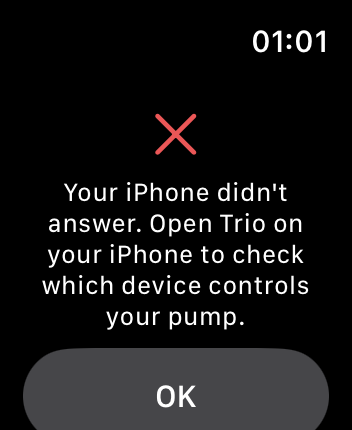 01:01
Your iPhone didn't
answer. Open Trio on
your iPhone to check
which device controls
your pump.
OK